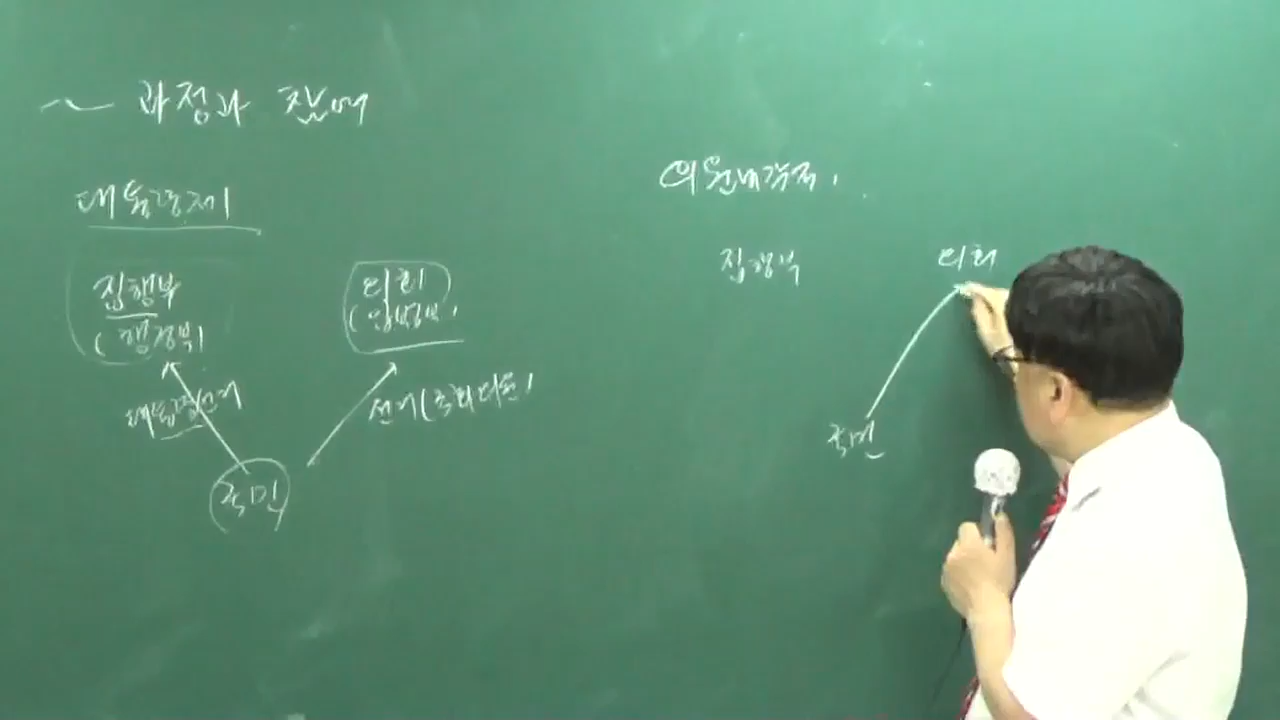 ~ 과정과 참여
대통령제
집행부
(행정부)
의회
(입법부)
대통령선거
선거(국회의원)
국민
의원내각제
집행부
의회
국민